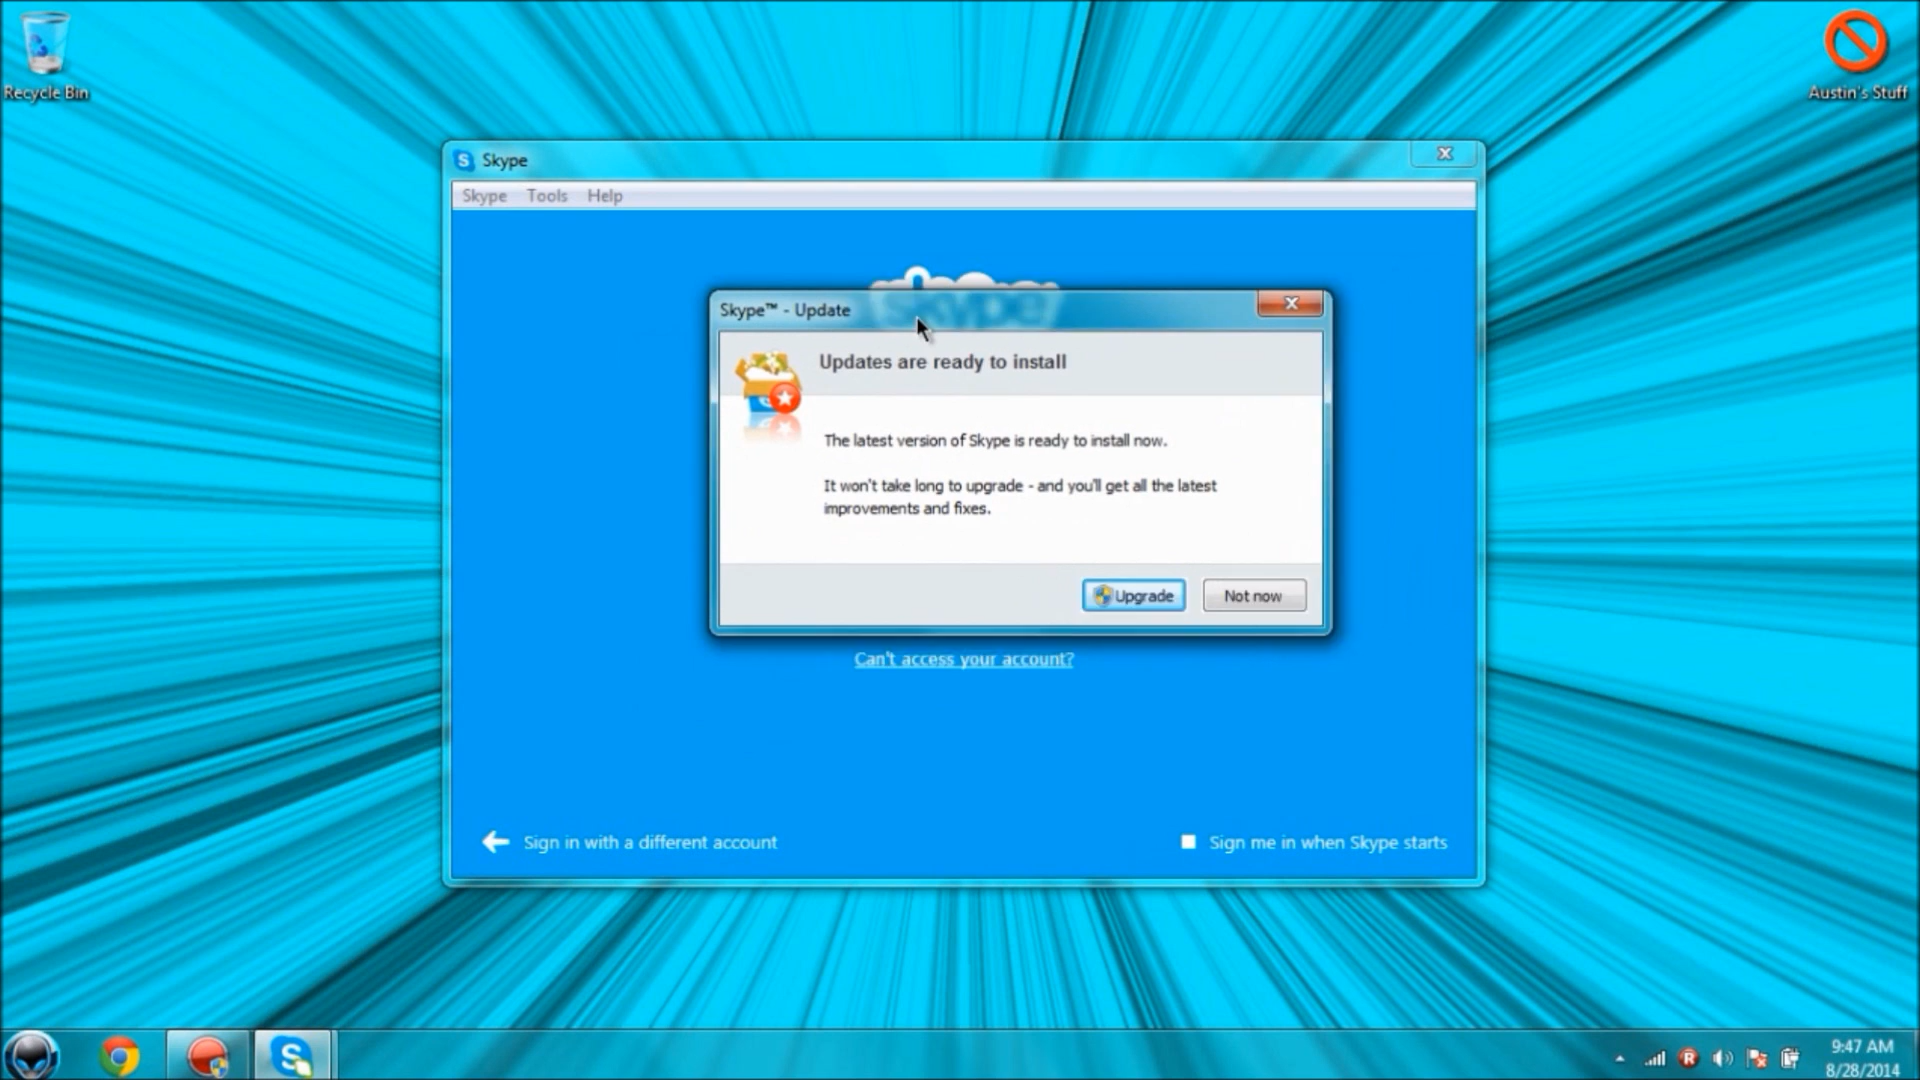 Recycle Bin
Austin's Stuff
Skype
Skype Tools Help
skype
Skype™ - Update
Updates are ready to install
The latest version of Skype is ready to install now.
It won't take long to upgrade - and you'll get all the latest
improvements and fixes.
Upgrade
Not now
Can't access your account?
Sign in with a different account
Sign me in when Skype starts
9:47 AM
8/28/2014